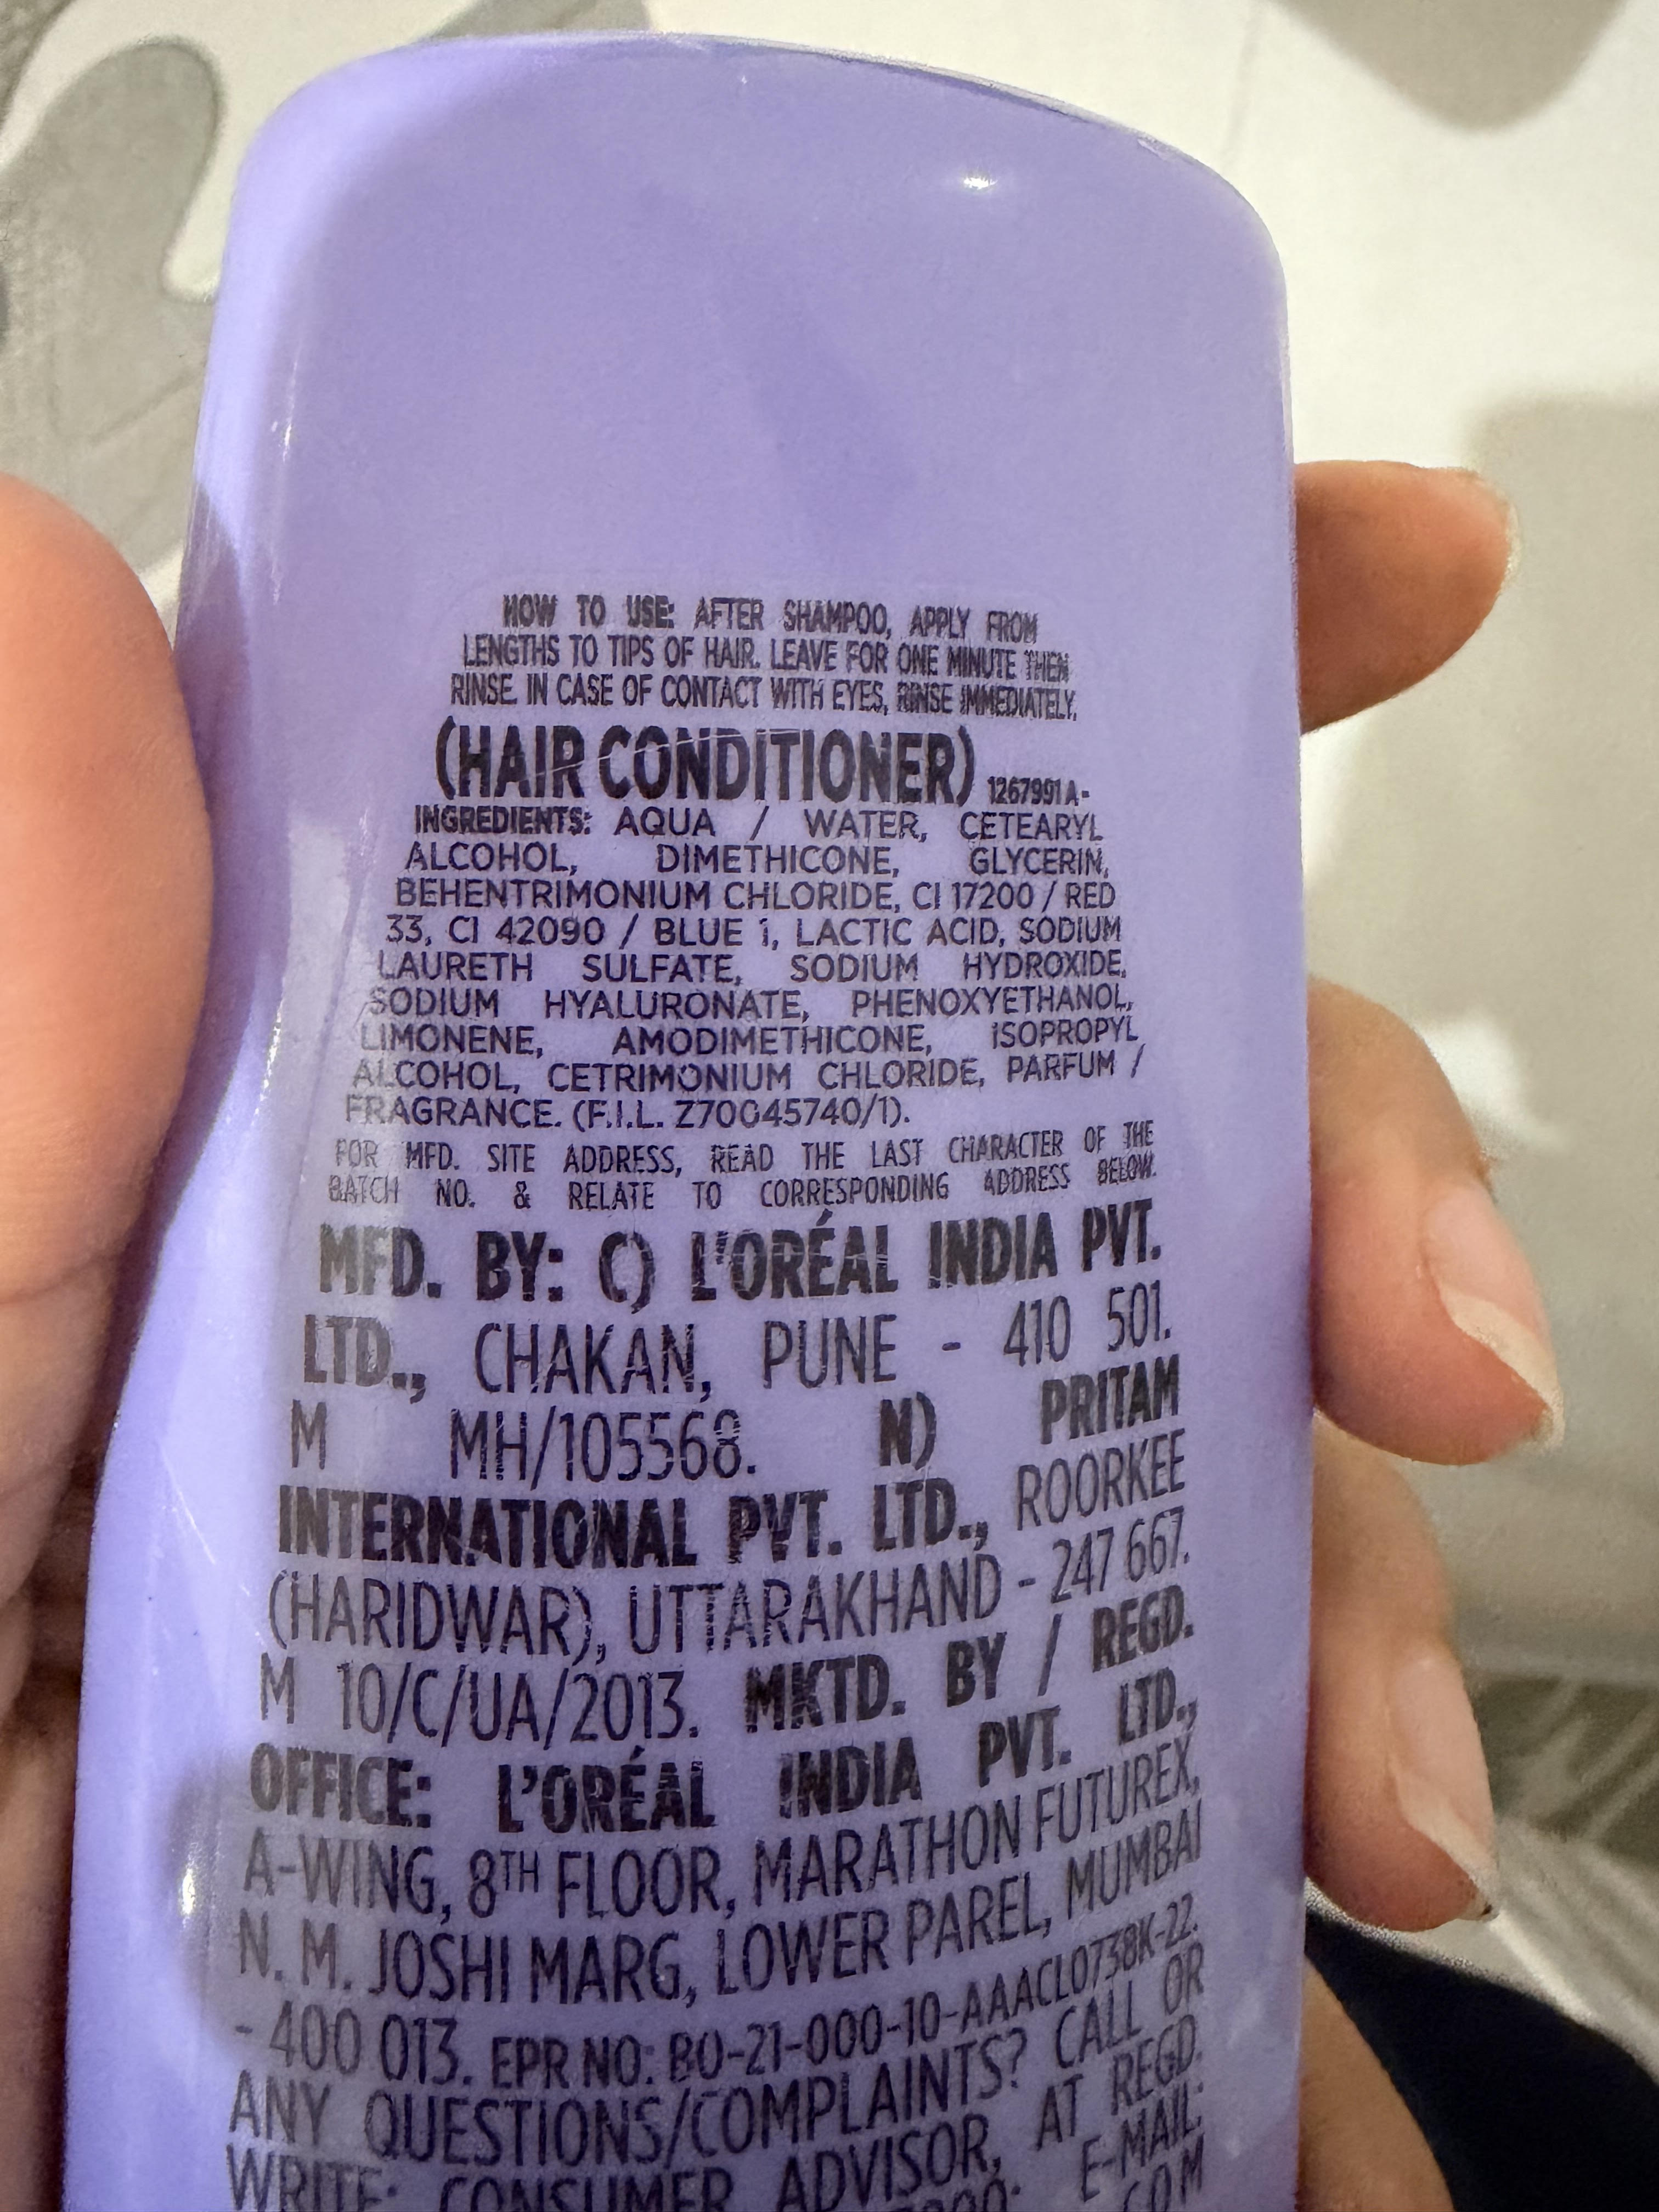 HOW TO USE: AFTER SHAMPOO, APPLY FROM
LENGTHS TO TIPS OF HAIR. LEAVE FOR ONE MINUTE THEN
RINSE. IN CASE OF CONTACT WITH EYES, RINSE IMMEDIATELY.
(HAIR CONDITIONER) 1267991 A-
INGREDIENTS: AQUA / WATER, CETEARYL
ALCOHOL, DIMETHICONE, GLYCERIN,
BEHENTRIMONIUM CHLORIDE, CI 17200 / RED
33, CI 42090 / BLUE 1, LACTIC ACID, SODIUM
LAURETH SULFATE, SODIUM HYDROXIDE,
SODIUM HYALURONATE, PHENOXYETHANOL,
LIMONENE, AMODIMETHICONE, ISOPROPYL
ALCOHOL, CETRIMONIUM CHLORIDE, PARFUM /
FRAGRANCE. (F.I.L. Z70045740/1).
FOR MFD. SITE ADDRESS, READ THE LAST CHARACTER OF THE
BATCH NO. & RELATE TO CORRESPONDING ADDRESS BELOW.
MFD. BY: C) L'ORÉAL INDIA PVT.
LTD., CHAKAN, PUNE - 410 501.
M MH/105568. N) PRITAM
INTERNATIONAL PVT. LTD., ROORKEE
(HARIDWAR), UTTARAKHAND - 247 667.
M 10/C/UA/2013. MKTD. BY / REGD.
OFFICE: L'ORÉAL INDIA PVT. LTD.,
A-WING, 8TH FLOOR, MARATHON FUTUREX,
N. M. JOSHI MARG, LOWER PAREL, MUMBAI
- 400 013. EPR NO: BO-21-000-10-AAACL0738K-22.
ANY QUESTIONS/COMPLAINTS? CALL OR
WRITE: CONSUMER ADVISOR, AT REGD.
E-MAIL:
.COM